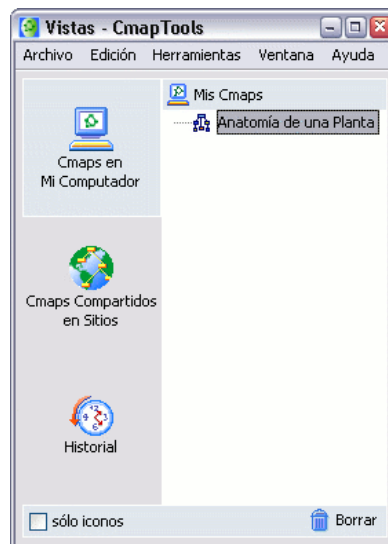 Vistas - CmapTools
Archivo Edición Herramientas Ventana Ayuda
Cmaps en
Mi Computador
Cmaps Compartidos
en Sitios
Historial
Mis Cmaps
Anatomía de una Planta
sólo iconos
Borrar